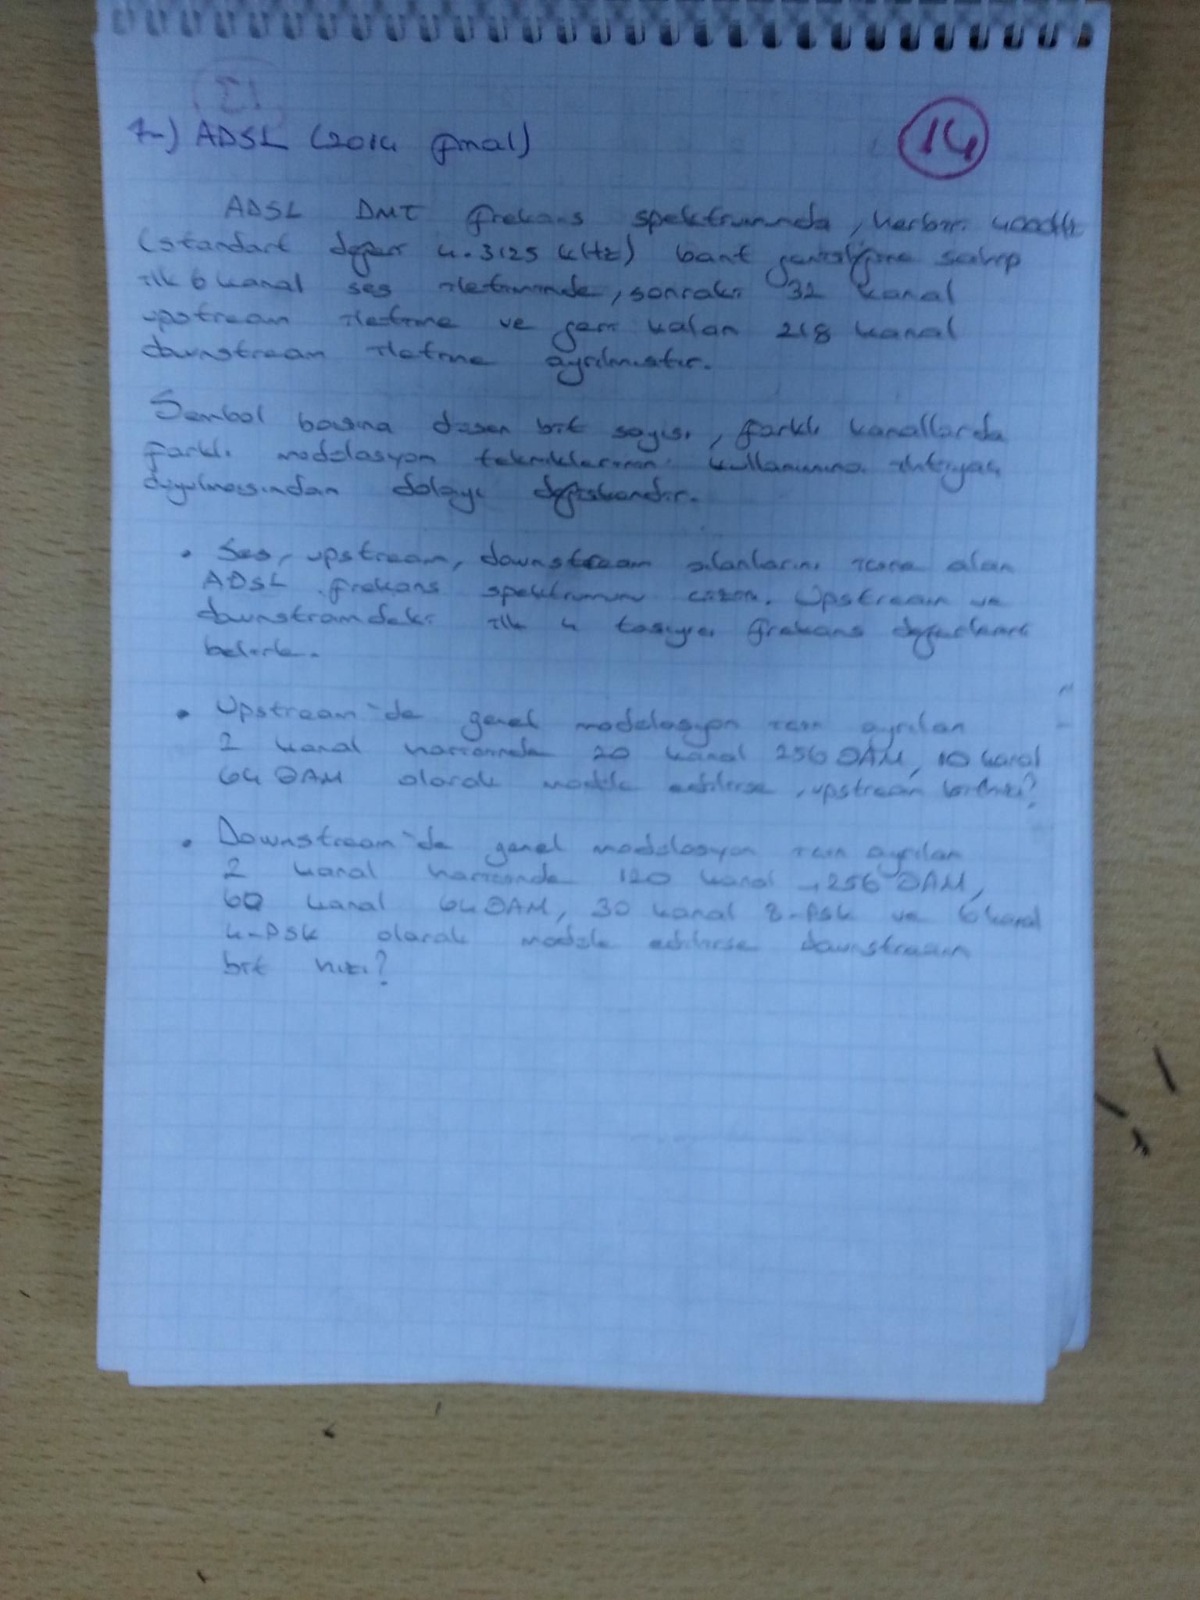 7-) ADSL (2014 final)
14
ADSL DMT frekans spektrumunda, herbiri 4000Hz
(standart değer 4.3125 kHz) bant genişliğine sahip
ilk 6 kanal ses iletiminde, sonraki 32 kanal
upstream iletime ve geri kalan 218 kanal
downstream iletime ayrılmıştır.
Sembol başına düşen bit sayısı, farklı kanallarda
farklı modülasyon tekniklerinin kullanımına ihtiyaç
duyulmasından dolayı değişkendir.
• Ses, upstream, downstream alanlarını içine alan
ADSL frekans spektrumunu çizin. Upstream ve
downstramdeki ilk 4 taşıyıcı frekans değerlerini
belirle.
• Upstream'de genel modülasyon için ayrılan
2 kanal haricinde 20 kanal 256 QAM, 10 kanal
64 QAM olarak modüle edilirse, upstream bit hızı?
• Downstream'de genel modülasyon için ayrılan
2 kanal haricinde 120 kanal 256 QAM,
60 kanal 64 QAM, 30 kanal 8-PSK ve 6 kanal
4-PSK olarak modüle edilirse downstream
bit hızı?